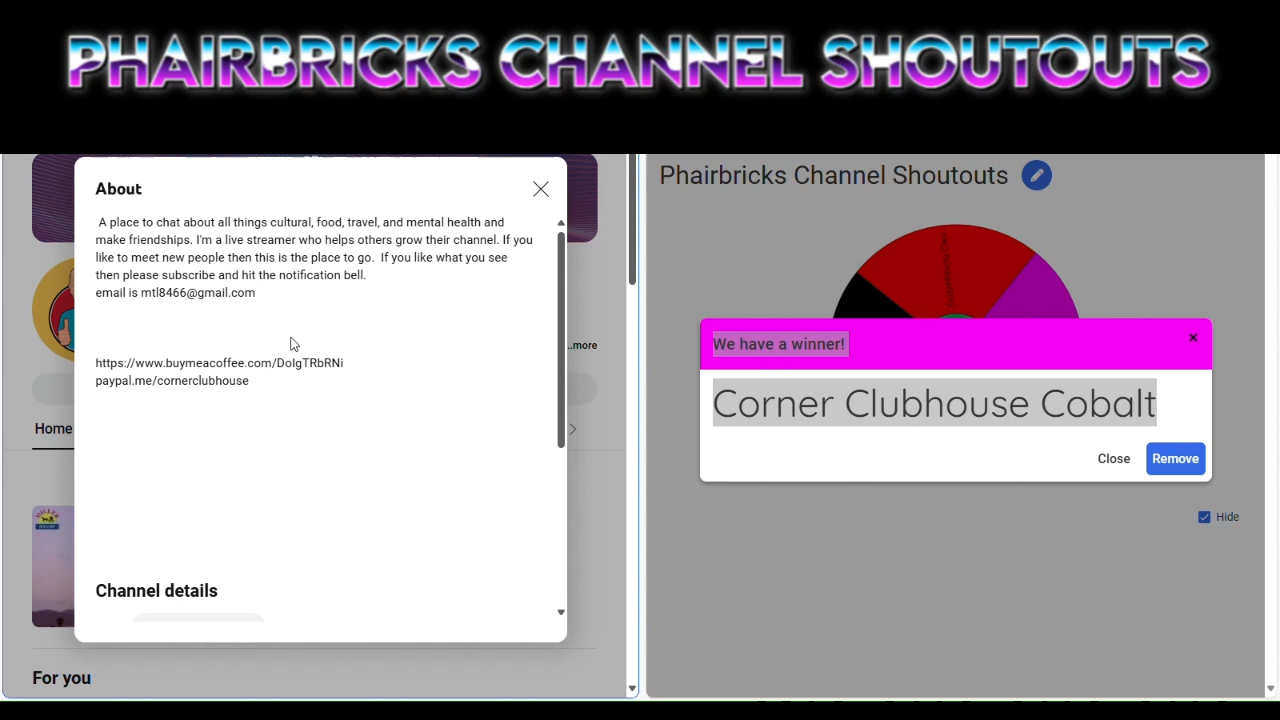 PHAIRBRICKS CHANNEL SHOUTOUTS
About
A place to chat about all things cultural, food, travel, and mental health and
make friendships. I'm a live streamer who helps others grow their channel. If you
like to meet new people then this is the place to go.  If you like what you see
then please subscribe and hit the notification bell.
email is mtl8466@gmail.com
https://www.buymeacoffee.com/DoIgTRbRNi
paypal.me/cornerclubhouse
Channel details
...more
Home
For you
Phairbricks Channel Shoutouts
We have a winner!
Corner Clubhouse Cobalt
Close
Remove
Hide